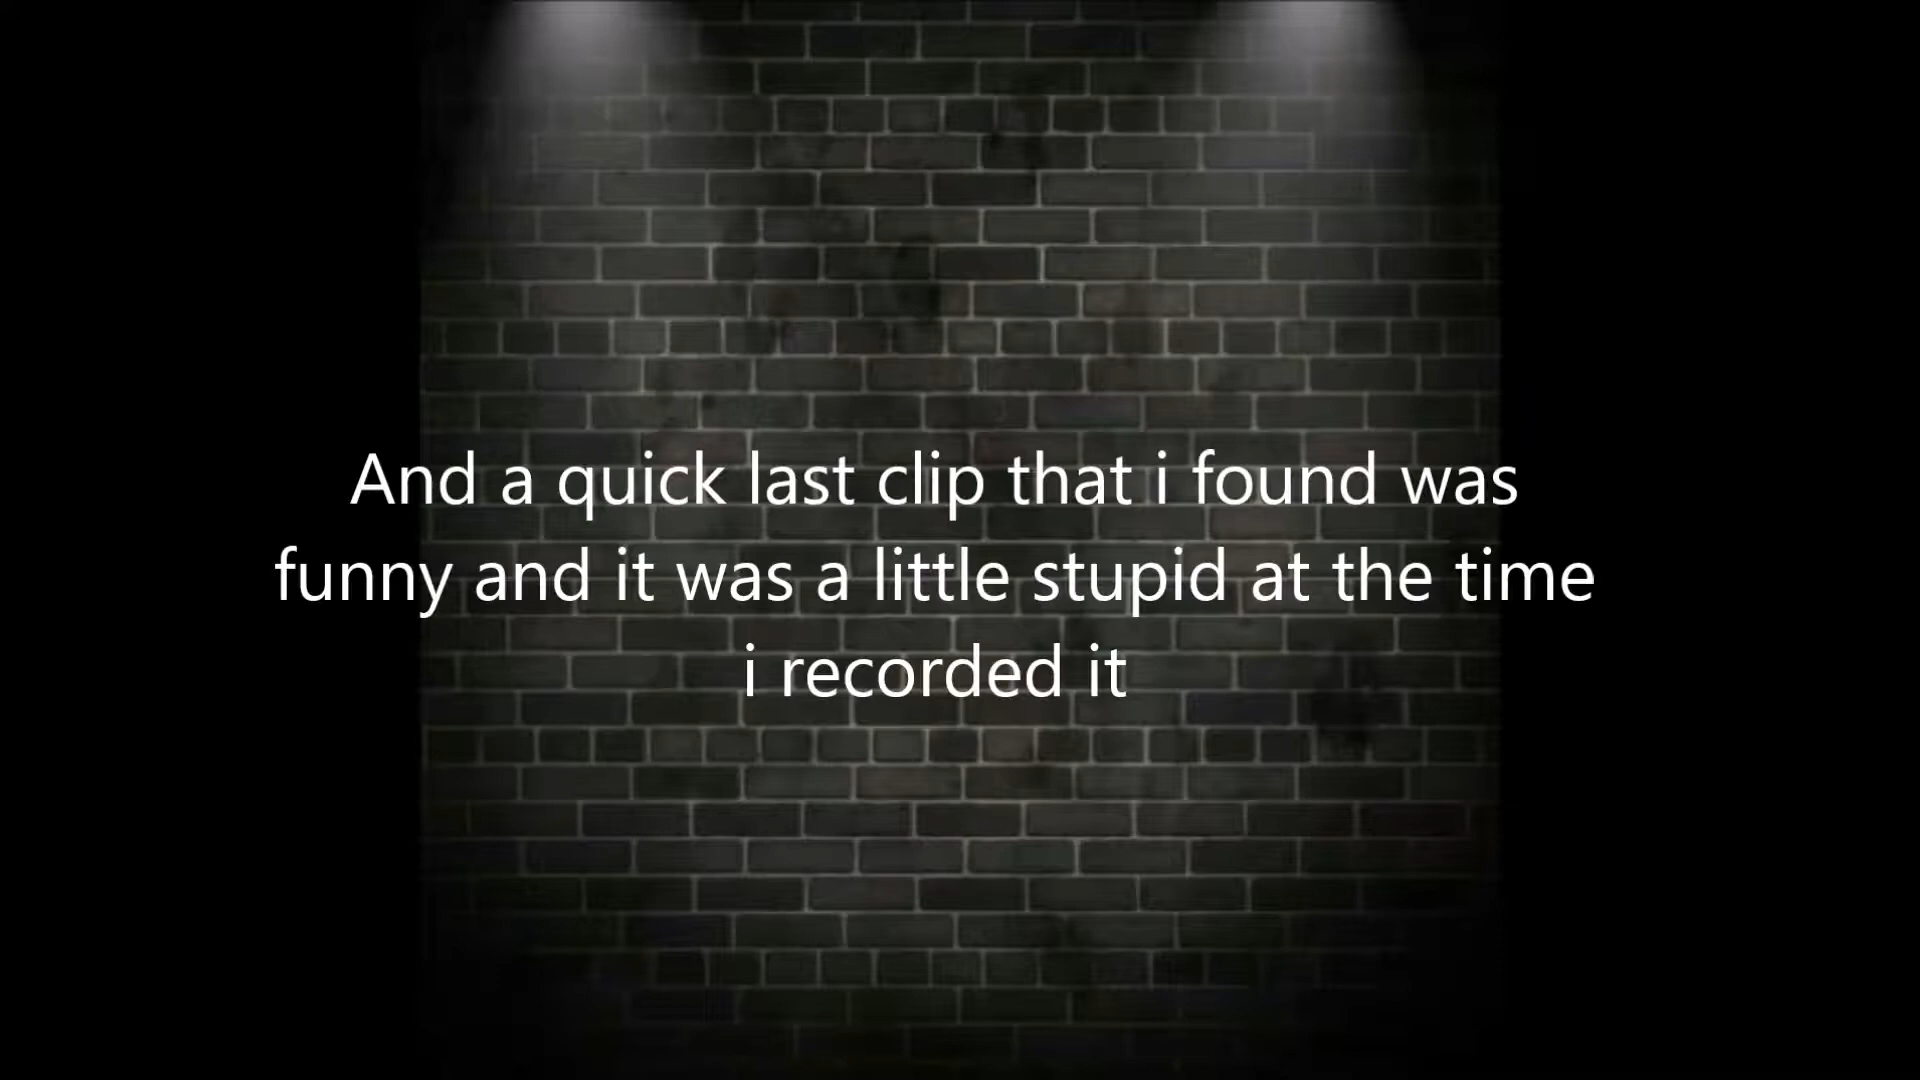 And a quick last clip that i found was
funny and it was a little stupid at the time
i recorded it